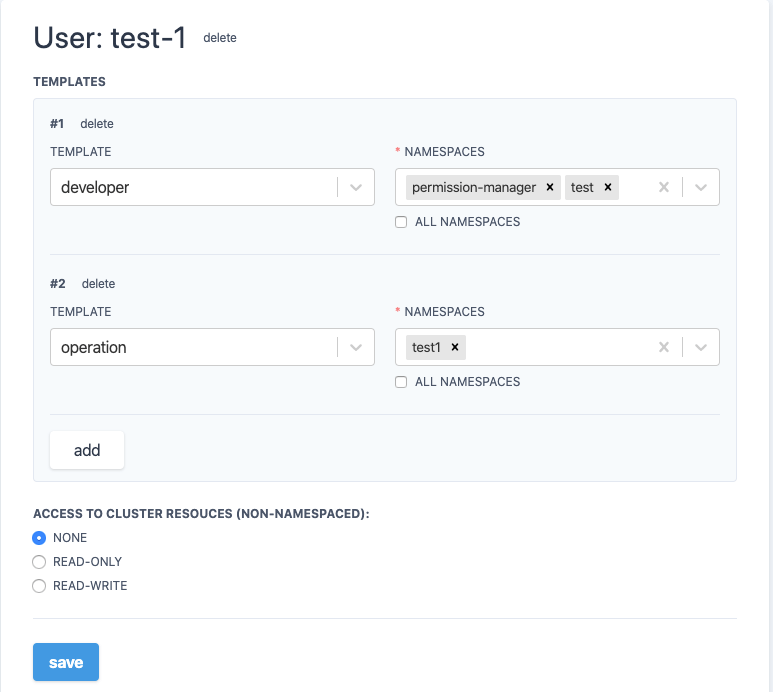 User: test-1 delete
TEMPLATES
#1 delete
TEMPLATE * NAMESPACES
developer permission-manager × test ×
ALL NAMESPACES
#2 delete
TEMPLATE * NAMESPACES
operation test1 ×
ALL NAMESPACES
add
ACCESS TO CLUSTER RESOUCES (NON-NAMESPACED):
NONE
READ-ONLY
READ-WRITE
save